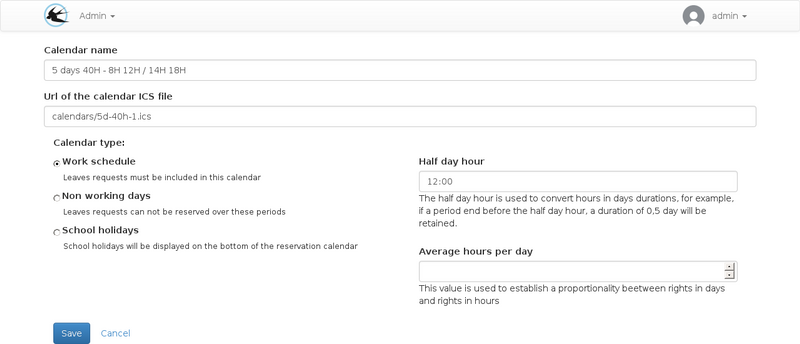 Admin
admin
Calendar name
5 days 40H - 8H 12H / 14H 18H
Url of the calendar ICS file
calendars/5d-40h-1.ics
Calendar type:
Work schedule
Leaves requests must be included in this calendar
Non working days
Leaves requests can not be reserved over these periods
School holidays
School holidays will be displayed on the bottom of the reservation calendar
Half day hour
12:00
The half day hour is used to convert hours in days durations, for example,
if a period end before the half day hour, a duration of 0,5 day will be
retained.
Average hours per day
This value is used to establish a proportionality beetween rights in days
and rights in hours
Save
Cancel